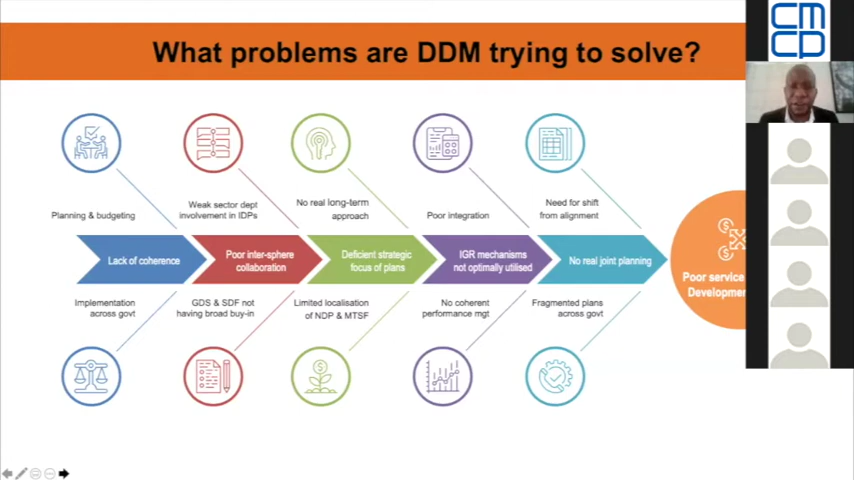 What problems are DDM trying to solve?
cm
cp
Planning & budgeting
Weak sector dept
involvement in IDPs
No real long-term
approach
Poor integration
Need for shift
from alignment
Lack of coherence
Poor inter-sphere
collaboration
Deficient strategic
focus of plans
IGR mechanisms
not optimally utilised
No real joint planning
Poor service
Developmen
Implementation
across govt
GDS & SDF not
having broad buy-in
Limited localisation
of NDP & MTSF
No coherent
performance mgt
Fragmented plans
across govt